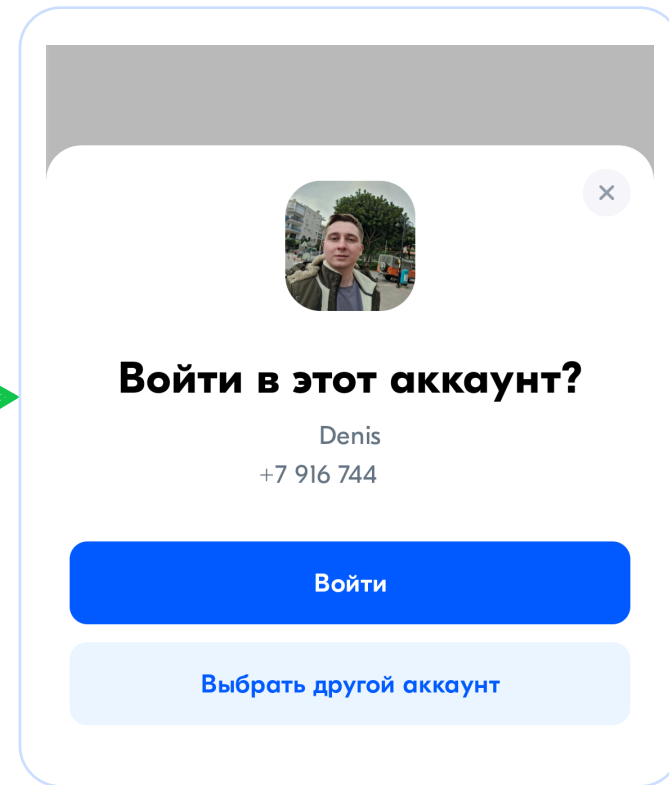 Войти в этот аккаунт?
Denis
+7 916 744
Войти
Выбрать другой аккаунт